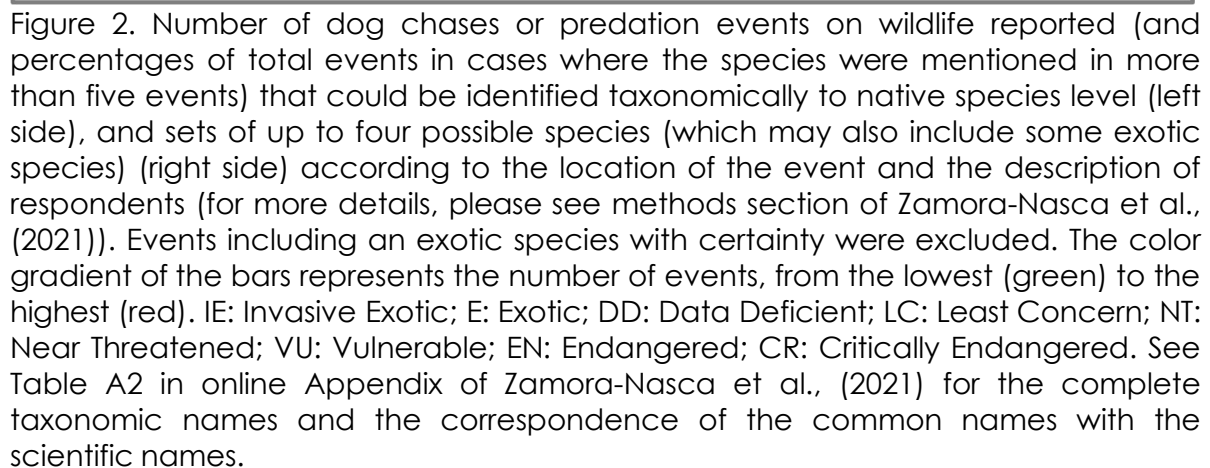 Figure 2. Number of dog chases or predation events on wildlife reported (and
percentages of total events in cases where the species were mentioned in more
than five events) that could be identified taxonomically to native species level (left
side), and sets of up to four possible species (which may also include some exotic
species) (right side) according to the location of the event and the description of
respondents (for more details, please see methods section of Zamora-Nasca et al.,
(2021)). Events including an exotic species with certainty were excluded. The color
gradient of the bars represents the number of events, from the lowest (green) to the
highest (red). IE: Invasive Exotic; E: Exotic; DD: Data Deficient; LC: Least Concern; NT:
Near Threatened; VU: Vulnerable; EN: Endangered; CR: Critically Endangered. See
Table A2 in online Appendix of Zamora-Nasca et al., (2021) for the complete
taxonomic names and the correspondence of the common names with the
scientific names.